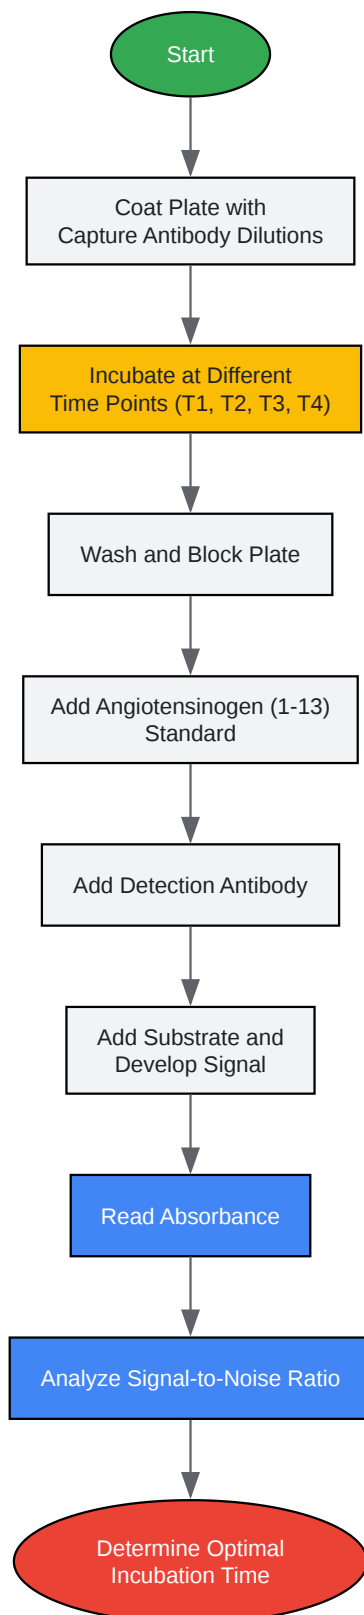 Start
Coat Plate with
Capture Antibody Dilutions
Incubate at Different
Time Points (T1, T2, T3, T4)
Wash and Block Plate
Add Angiotensinogen (1-13)
Standard
Add Detection Antibody
Add Substrate and
Develop Signal
Read Absorbance
Analyze Signal-to-Noise Ratio
Determine Optimal
Incubation Time